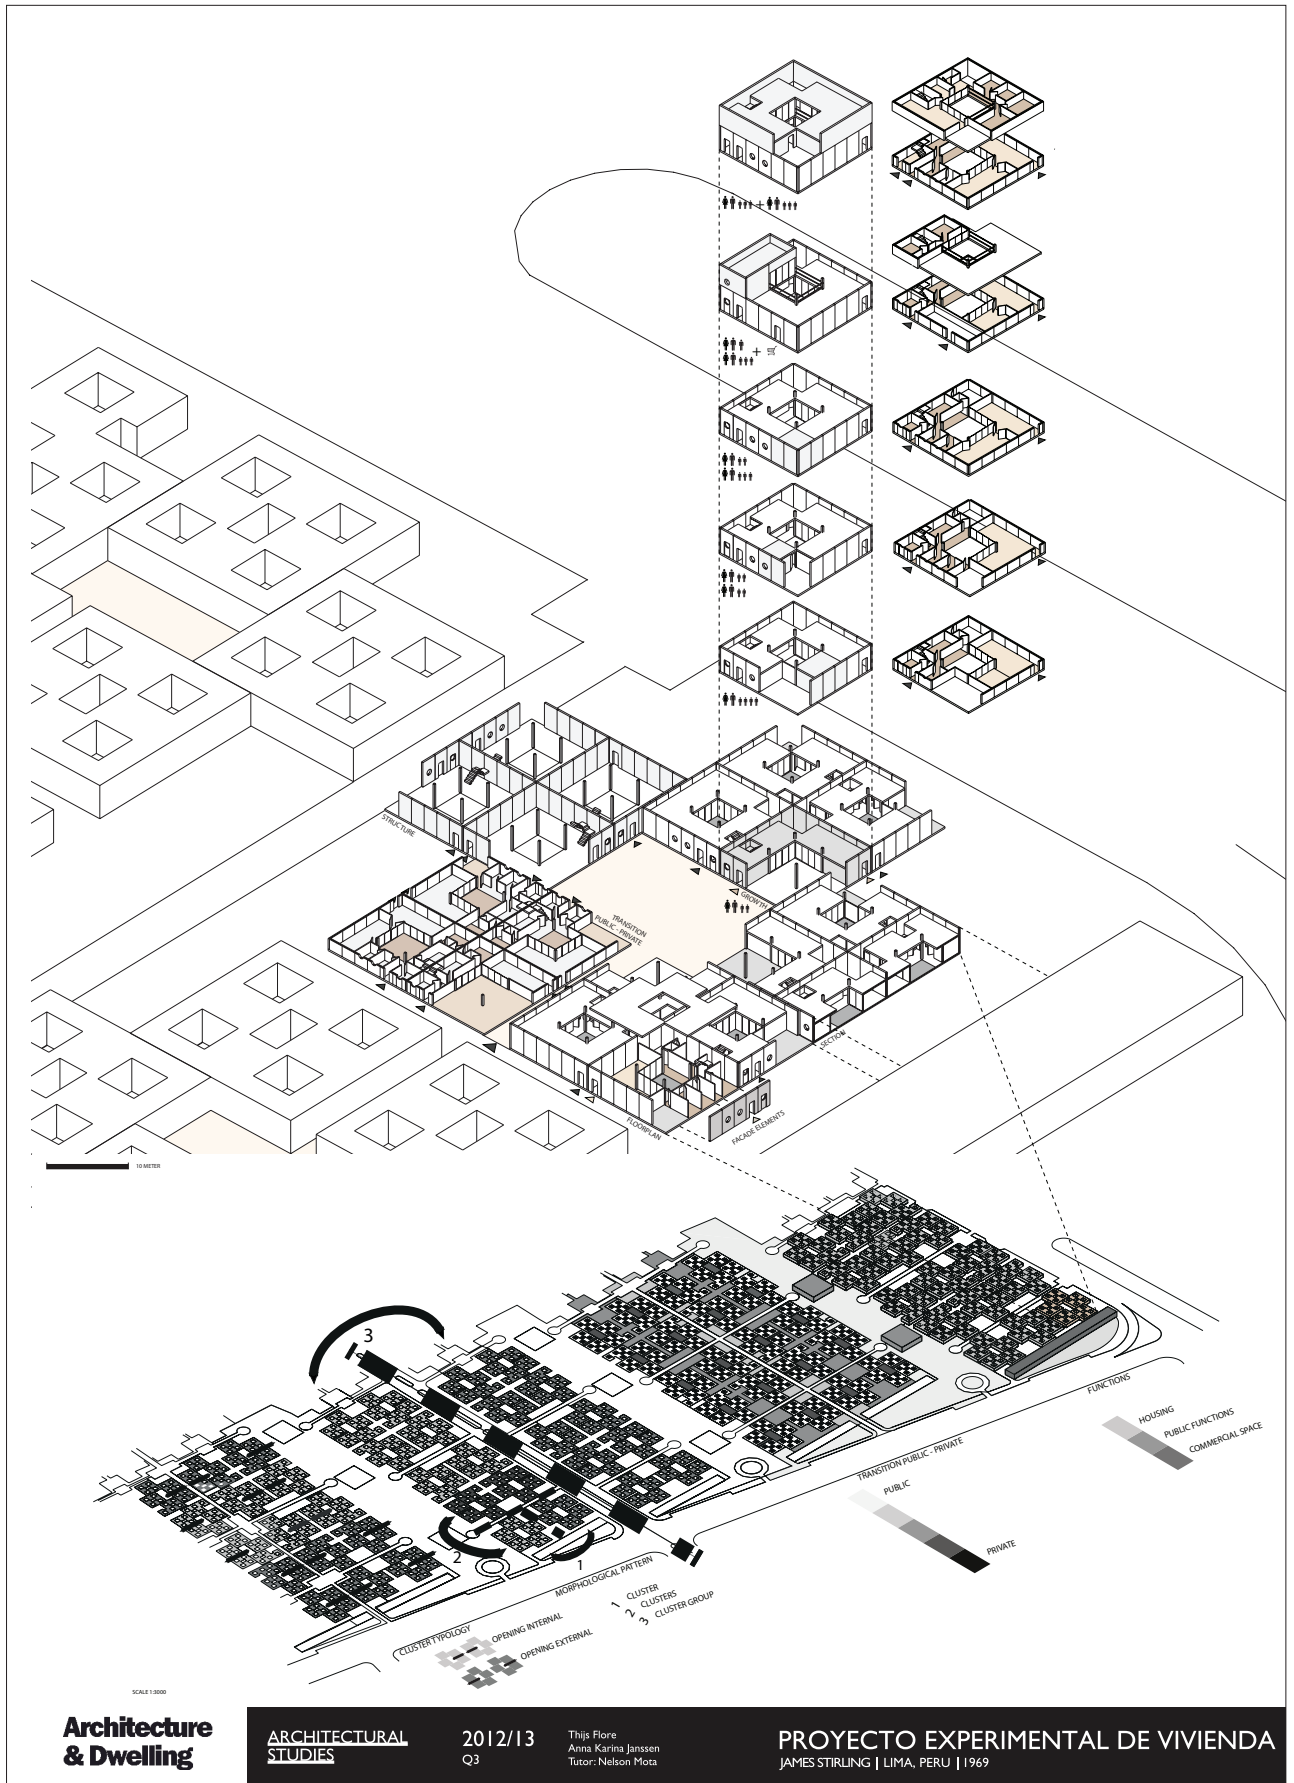 STRUCTURE
GROWTH
TRANSITION
PUBLIC - PRIVATE
SECTION
FLOORPLAN
FACADE ELEMENTS
10 METER
3
2
1
FUNCTIONS
HOUSING
PUBLIC FUNCTIONS
COMMERCIAL SPACE
TRANSITION PUBLIC - PRIVATE
PUBLIC
PRIVATE
MORPHOLOGICAL PATTERN
1 CLUSTER
2 CLUSTERS
3 CLUSTER GROUP
CLUSTER TYPOLOGY
OPENING INTERNAL
OPENING EXTERNAL
SCALE 1:3000
Architecture
& Dwelling
ARCHITECTURAL
STUDIES
2012/13
Q3
Thijs Flore
Anna Karina Janssen
Tutor: Nelson Mota
PROYECTO EXPERIMENTAL DE VIVIENDA
JAMES STIRLING | LIMA, PERU | 1969